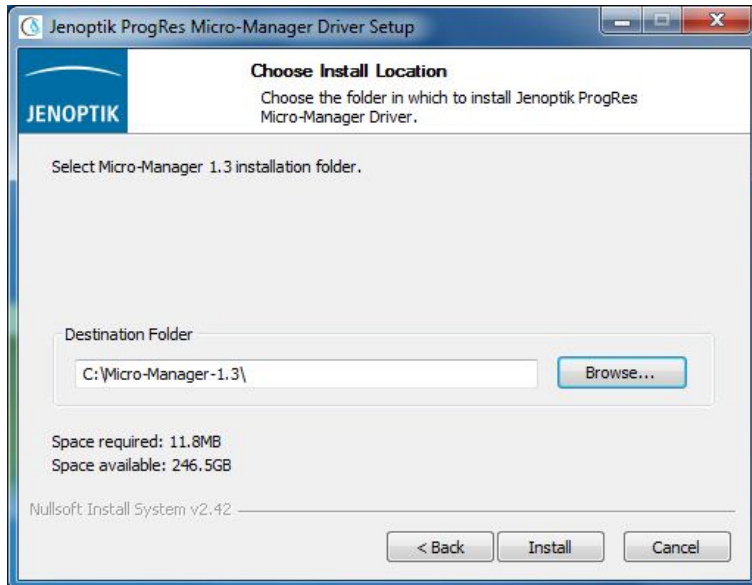 Jenoptik ProgRes Micro-Manager Driver Setup
JENOPTIK
Choose Install Location
Choose the folder in which to install Jenoptik ProgRes
Micro-Manager Driver.
Select Micro-Manager 1.3 installation folder.
Destination Folder
C:\Micro-Manager-1.3\
Browse...
Space required: 11.8MB
Space available: 246.5GB
Nullsoft Install System v2.42
< Back
Install
Cancel